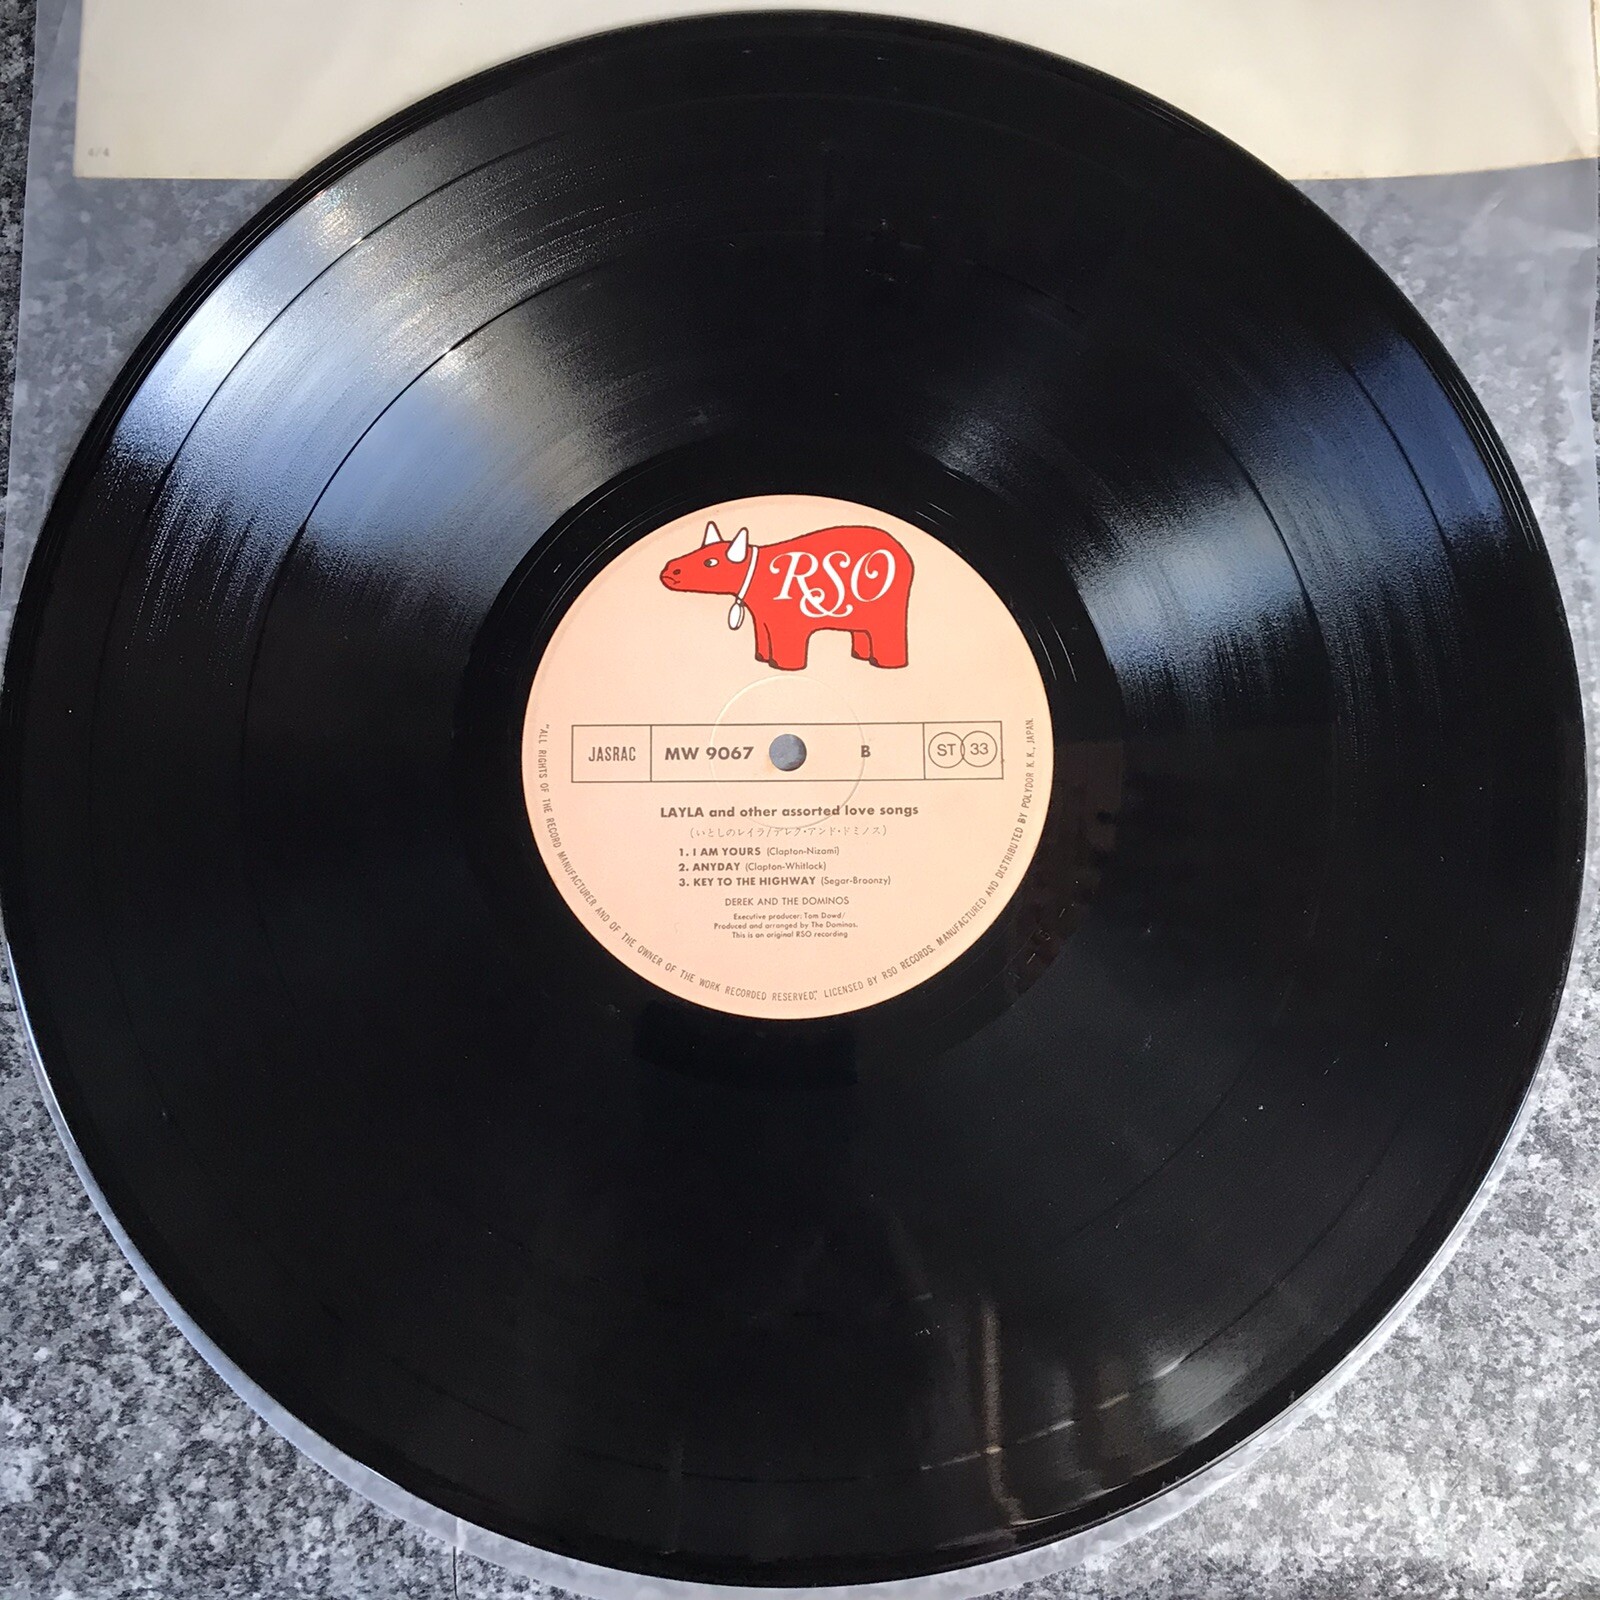 4/4
RSO
JASRAC
MW 9067
B
ST 33
LAYLA and other assorted love songs
(いとしのレイラ/デレク・アンド・ドミノス)
1. I AM YOURS (Clapton-Nizami)
2. ANYDAY (Clapton-Whitlock)
3. KEY TO THE HIGHWAY (Segar-Broonzy)
DEREK AND THE DOMINOS
Executive producer: Tom Dowd/
Produced and arranged by The Dominos.
This is an original RSO recording
"ALL RIGHTS OF THE RECORD MANUFACTURER AND OF THE OWNER OF THE WORK RECORDED RESERVED", LICENSED BY RSO RECORDS, MANUFACTURED AND DISTRIBUTED BY POLYDOR K. K., JAPAN.